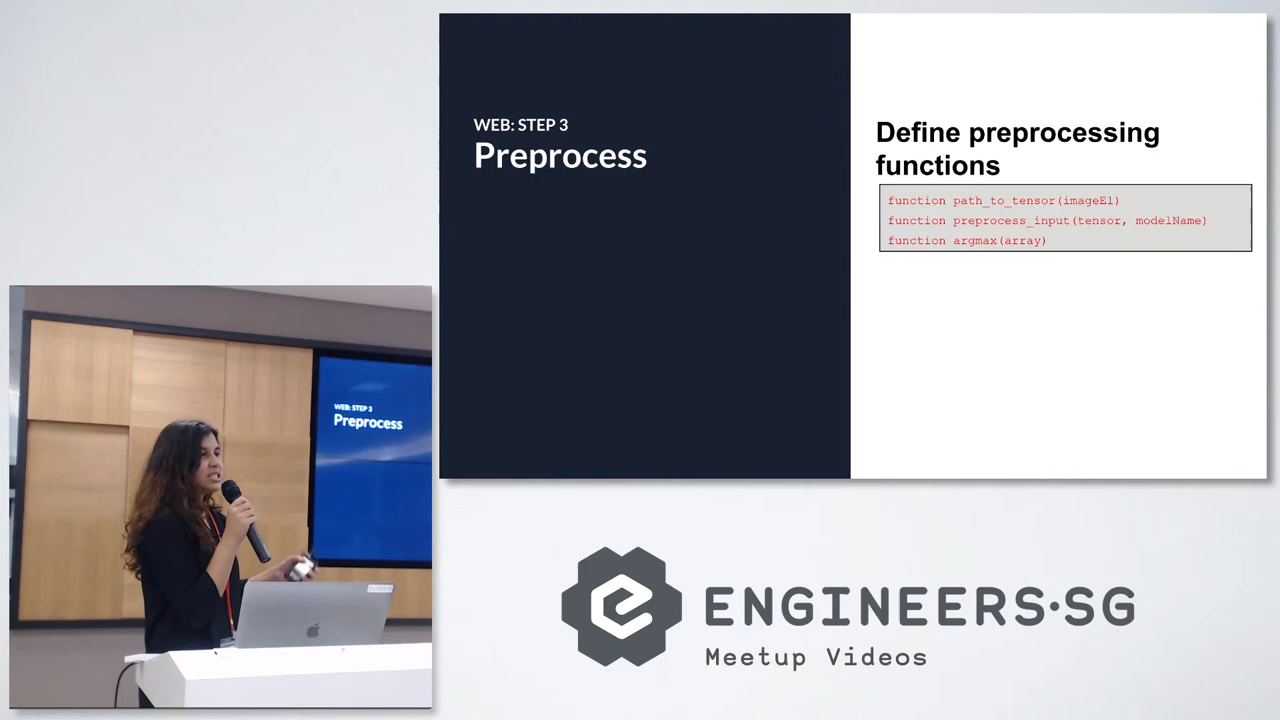 WEB: STEP 3
Preprocess
Define preprocessing
functions
function path_to_tensor(imageEl)
function preprocess_input(tensor, modelName)
function argmax(array)
WEB: STEP 3
Preprocess
ENGINEERS·SG
Meetup Videos